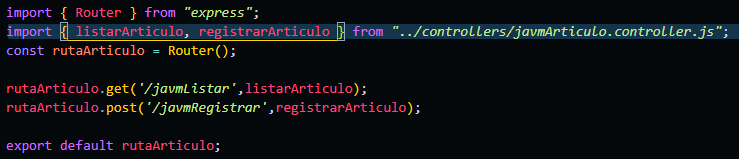 import { Router } from "express";
import { listarArticulo, registrarArticulo } from "../controllers/javmArticulo.controller.js";
const rutaArticulo = Router();
rutaArticulo.get('/javmListar',listarArticulo);
rutaArticulo.post('/javmRegistrar',registrarArticulo);
export default rutaArticulo;